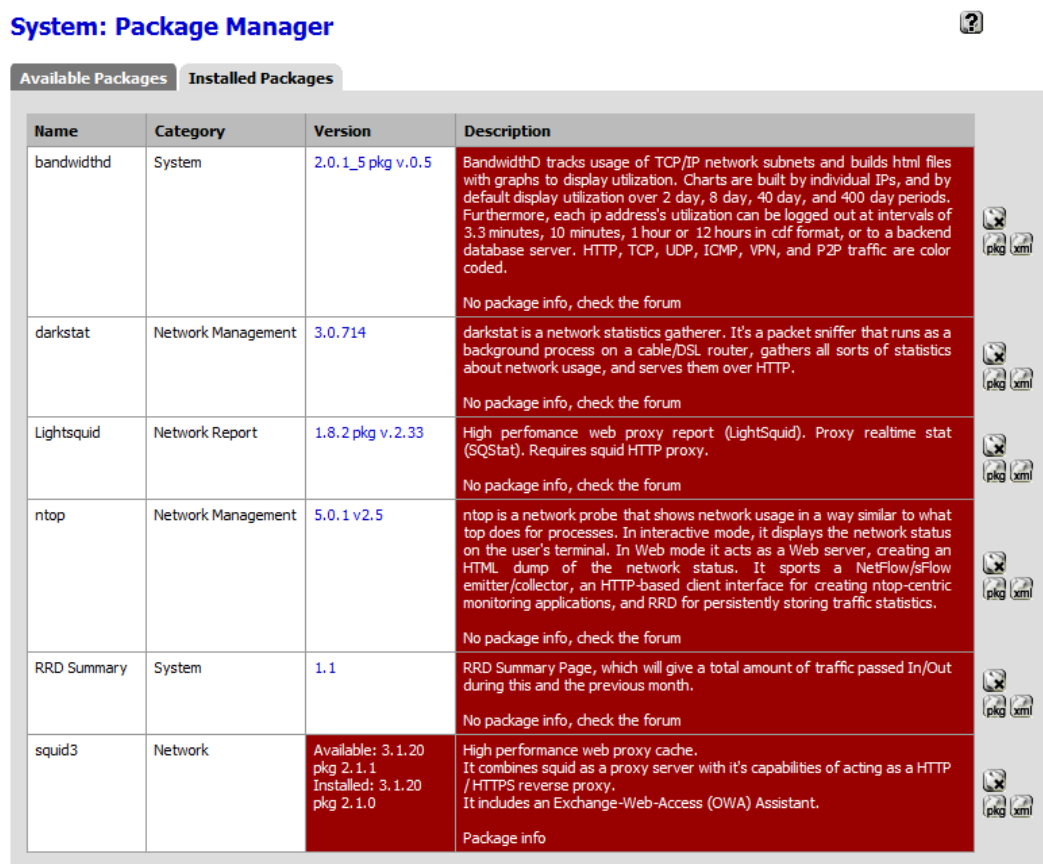 System: Package Manager
?
Available Packages
Installed Packages
Name
Category
Version
Description
bandwidthd
System
2.0.1_5 pkg v.0.5
BandwidthD tracks usage of TCP/IP network subnets and builds html files
with graphs to display utilization. Charts are built by individual IPs, and by
default display utilization over 2 day, 8 day, 40 day, and 400 day periods.
Furthermore, each ip address's utilization can be logged out at intervals of
3.3 minutes, 10 minutes, 1 hour or 12 hours in cdf format, or to a backend
database server. HTTP, TCP, UDP, ICMP, VPN, and P2P traffic are color
coded.
No package info, check the forum
pkg
xml
darkstat
Network Management
3.0.714
darkstat is a network statistics gatherer. It's a packet sniffer that runs as a
background process on a cable/DSL router, gathers all sorts of statistics
about network usage, and serves them over HTTP.
No package info, check the forum
pkg
xml
Lightsquid
Network Report
1.8.2 pkg v.2.33
High perfomance web proxy report (LightSquid). Proxy realtime stat
(SQStat). Requires squid HTTP proxy.
No package info, check the forum
pkg
xml
ntop
Network Management
5.0.1 v2.5
ntop is a network probe that shows network usage in a way similar to what
top does for processes. In interactive mode, it displays the network status
on the user's terminal. In Web mode it acts as a Web server, creating an
HTML dump of the network status. It sports a NetFlow/sFlow
emitter/collector, an HTTP-based client interface for creating ntop-centric
monitoring applications, and RRD for persistently storing traffic statistics.
No package info, check the forum
pkg
xml
RRD Summary
System
1.1
RRD Summary Page, which will give a total amount of traffic passed In/Out
during this and the previous month.
No package info, check the forum
pkg
xml
squid3
Network
Available: 3.1.20
pkg 2.1.1
Installed: 3.1.20
pkg 2.1.0
High performance web proxy cache.
It combines squid as a proxy server with it's capabilities of acting as a HTTP
/ HTTPS reverse proxy.
It includes an Exchange-Web-Access (OWA) Assistant.
Package info
pkg
xml